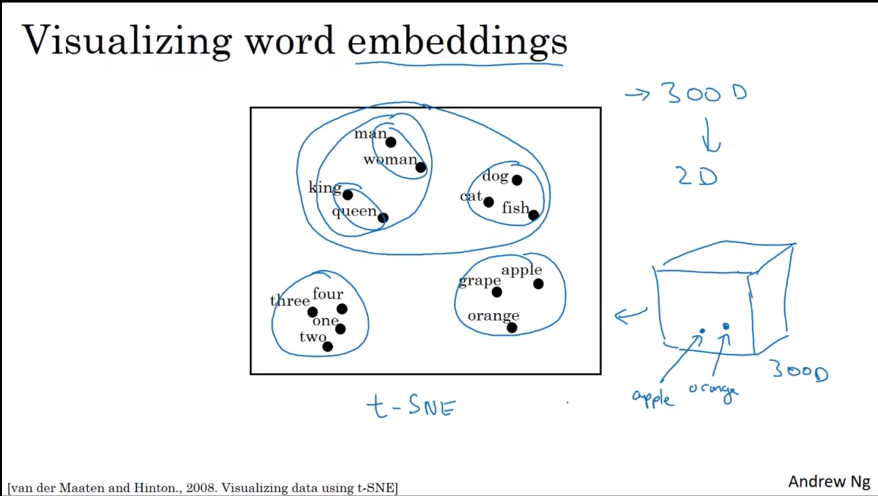 Visualizing word embeddings
→ 300 D
↓
2D
man
woman
king
queen
dog
cat
fish
three four
one
two
grape apple
orange
←
apple orange
300D
t-SNE
[van der Maaten and Hinton., 2008. Visualizing data using t-SNE]
Andrew Ng